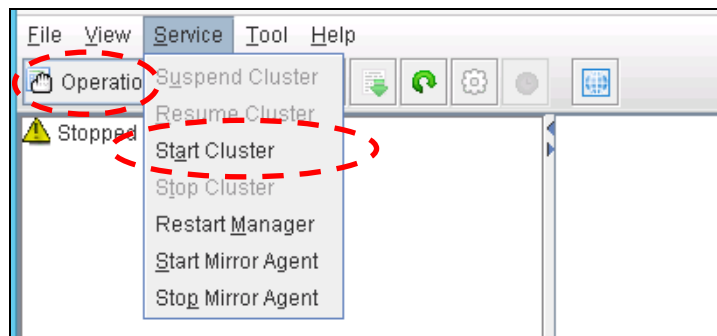 File View Service Tool Help
Operatio
Suspend Cluster
Resume Cluster
Stopped
Start Cluster
Stop Cluster
Restart Manager
Start Mirror Agent
Stop Mirror Agent